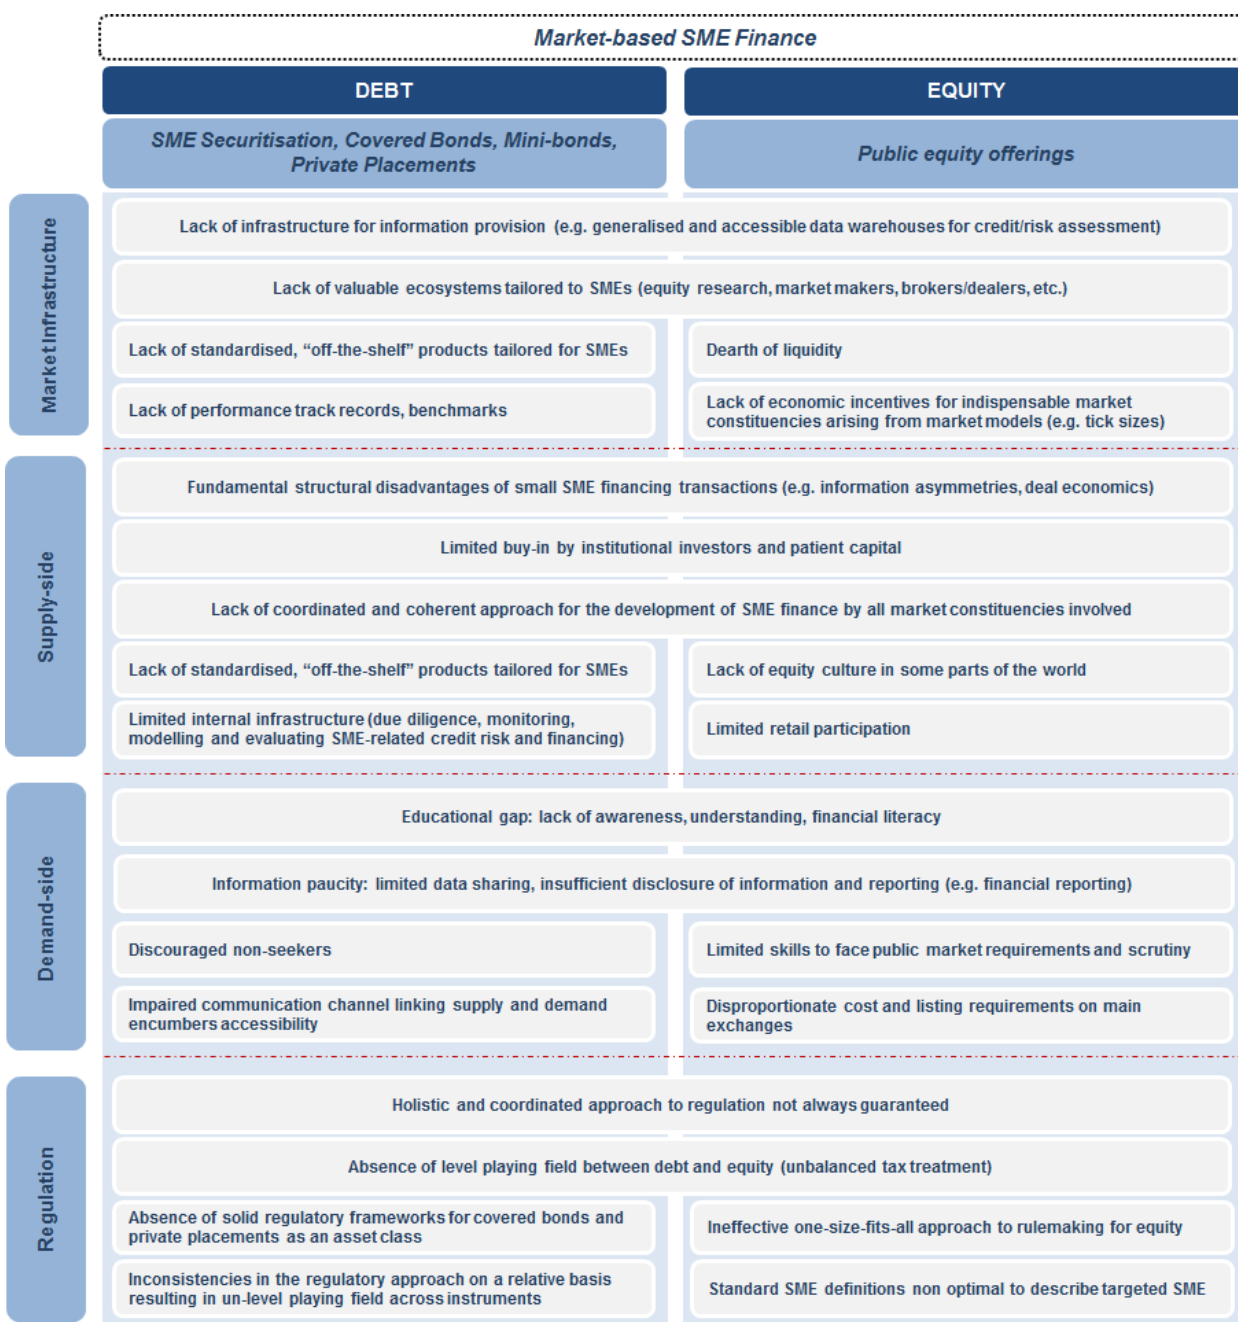 Market-based SME Finance
DEBT
EQUITY
SME Securitisation, Covered Bonds, Mini-bonds,
Private Placements
Public equity offerings
Market Infrastructure
Lack of infrastructure for information provision (e.g. generalised and accessible data warehouses for credit/risk assessment)
Lack of valuable ecosystems tailored to SMEs (equity research, market makers, brokers/dealers, etc.)
Lack of standardised, “off-the-shelf” products tailored for SMEs
Dearth of liquidity
Lack of performance track records, benchmarks
Lack of economic incentives for indispensable market
constituencies arising from market models (e.g. tick sizes)
Supply-side
Fundamental structural disadvantages of small SME financing transactions (e.g. information asymmetries, deal economics)
Limited buy-in by institutional investors and patient capital
Lack of coordinated and coherent approach for the development of SME finance by all market constituencies involved
Lack of standardised, “off-the-shelf” products tailored for SMEs
Lack of equity culture in some parts of the world
Limited internal infrastructure (due diligence, monitoring,
modelling and evaluating SME-related credit risk and financing)
Limited retail participation
Demand-side
Educational gap: lack of awareness, understanding, financial literacy
Information paucity: limited data sharing, insufficient disclosure of information and reporting (e.g. financial reporting)
Discouraged non-seekers
Limited skills to face public market requirements and scrutiny
Impaired communication channel linking supply and demand
encumbers accessibility
Disproportionate cost and listing requirements on main
exchanges
Regulation
Holistic and coordinated approach to regulation not always guaranteed
Absence of level playing field between debt and equity (unbalanced tax treatment)
Absence of solid regulatory frameworks for covered bonds and
private placements as an asset class
Ineffective one-size-fits-all approach to rulemaking for equity
Inconsistencies in the regulatory approach on a relative basis
resulting in un-level playing field across instruments
Standard SME definitions non optimal to describe targeted SME